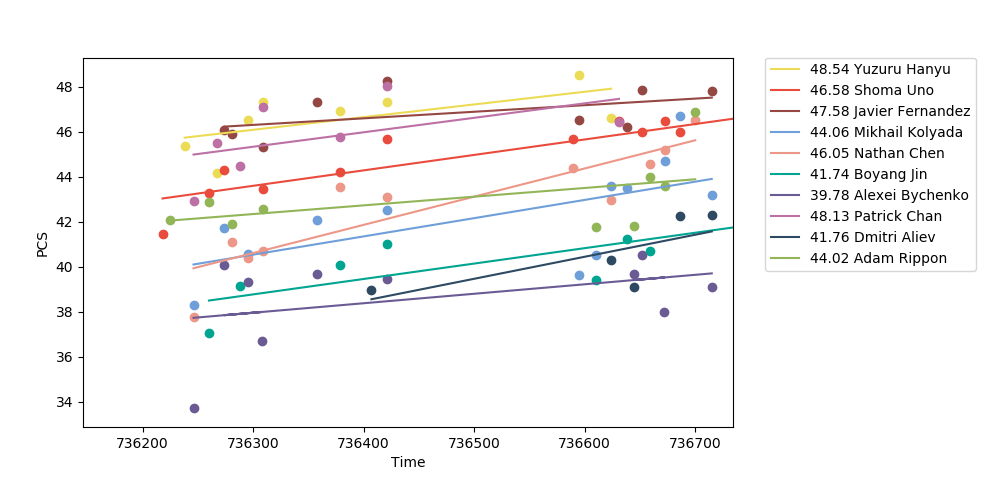 48
46
44
42
40
38
36
34
PCS
736200 736300 736400 736500 736600 736700
Time
48.54 Yuzuru Hanyu
46.58 Shoma Uno
47.58 Javier Fernandez
44.06 Mikhail Kolyada
46.05 Nathan Chen
41.74 Boyang Jin
39.78 Alexei Bychenko
48.13 Patrick Chan
41.76 Dmitri Aliev
44.02 Adam Rippon